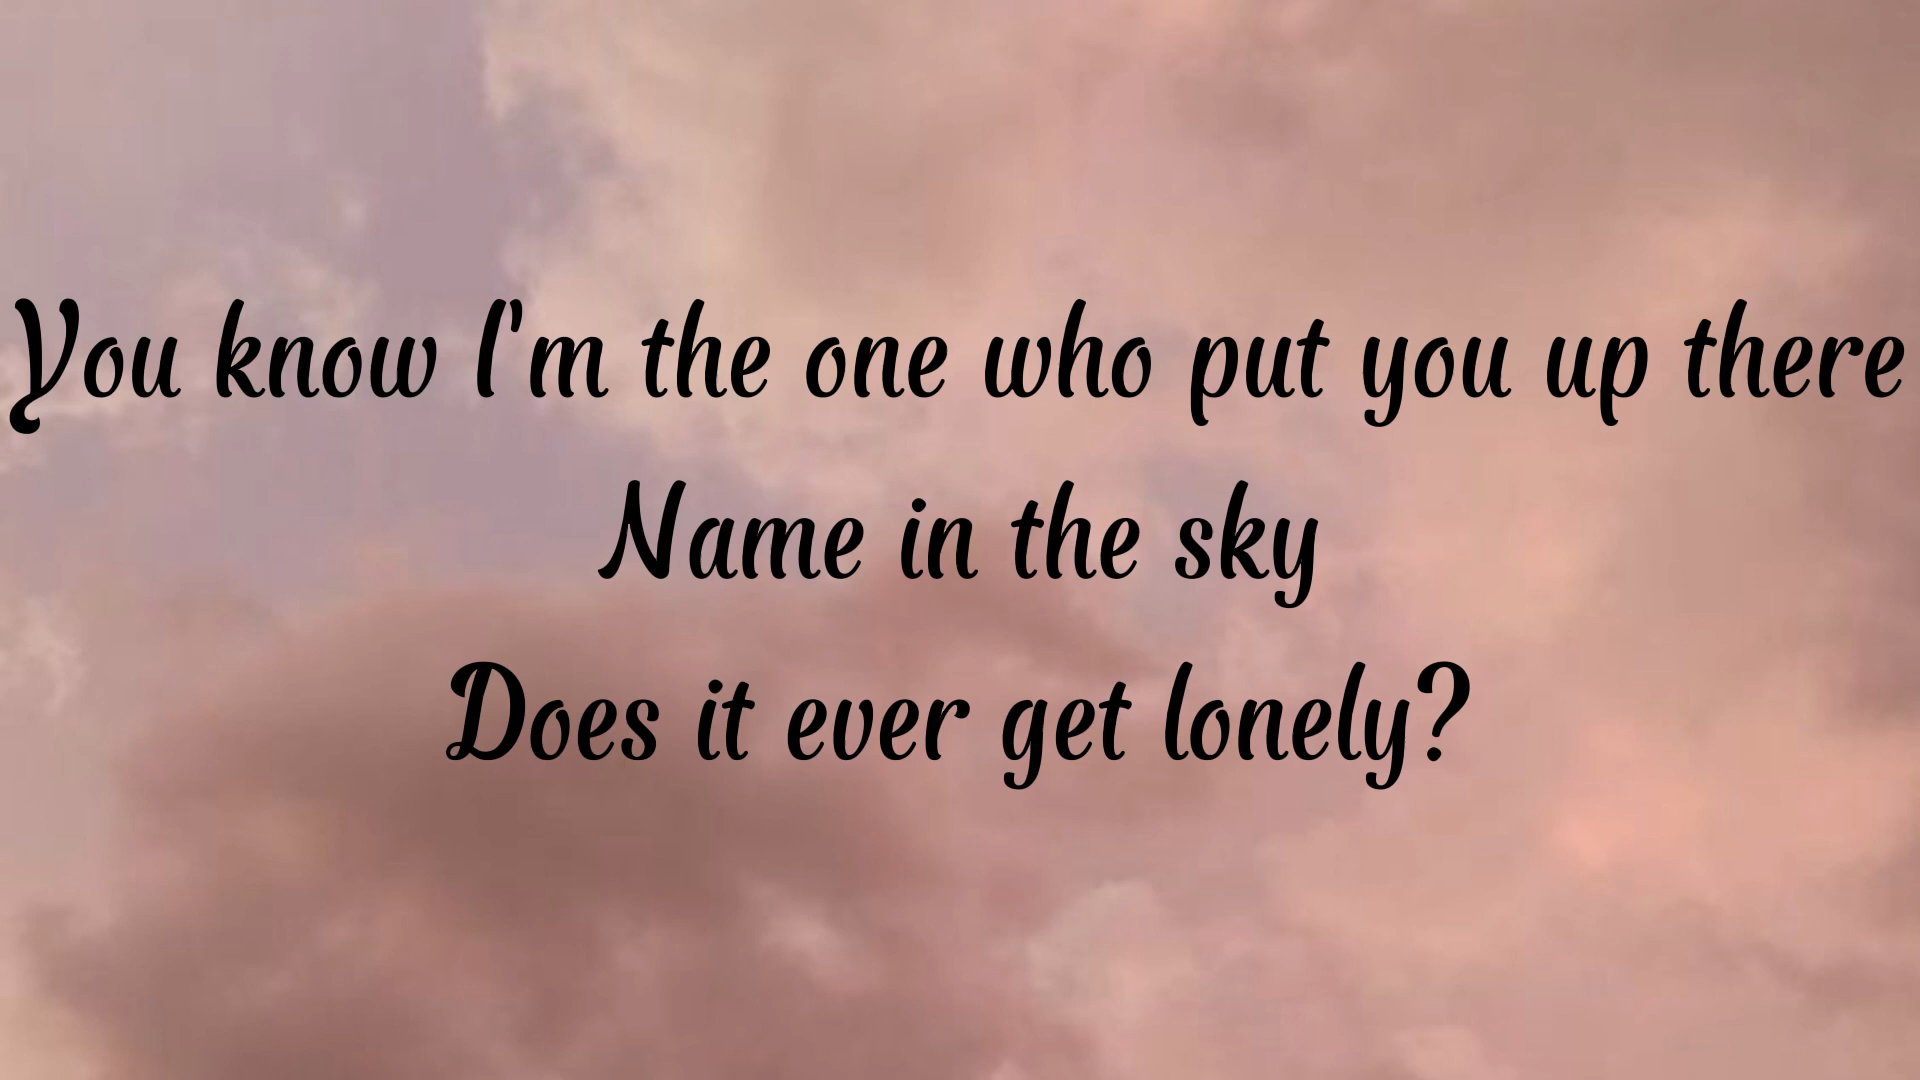 You know I'm the one who put you up there
Name in the sky
Does it ever get lonely?